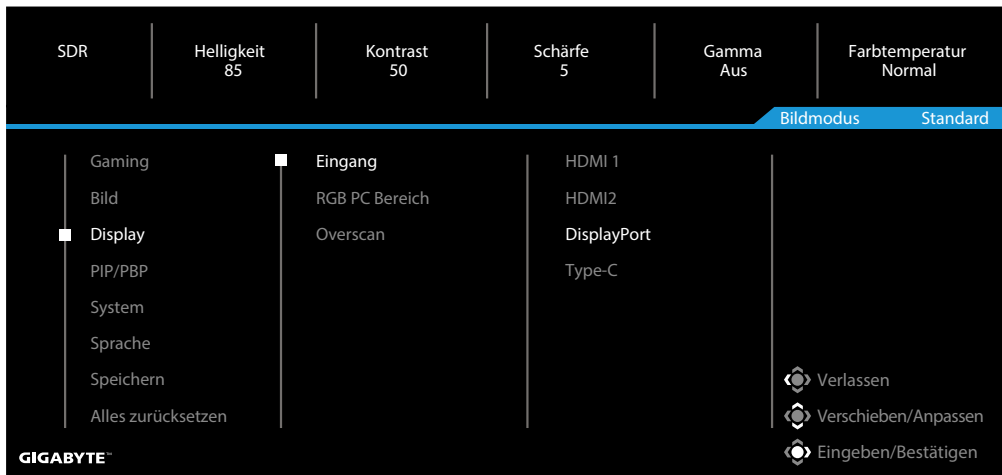 SDR
Helligkeit
85
Kontrast
50
Schärfe
5
Gamma
Aus
Farbtemperatur
Normal
Bildmodus Standard
Gaming
Bild
Display
PIP/PBP
System
Sprache
Speichern
Alles zurücksetzen
Eingang
RGB PC Bereich
Overscan
HDMI 1
HDMI2
DisplayPort
Type-C
Verlassen
Verschieben/Anpassen
Eingeben/Bestätigen
GIGABYTE™